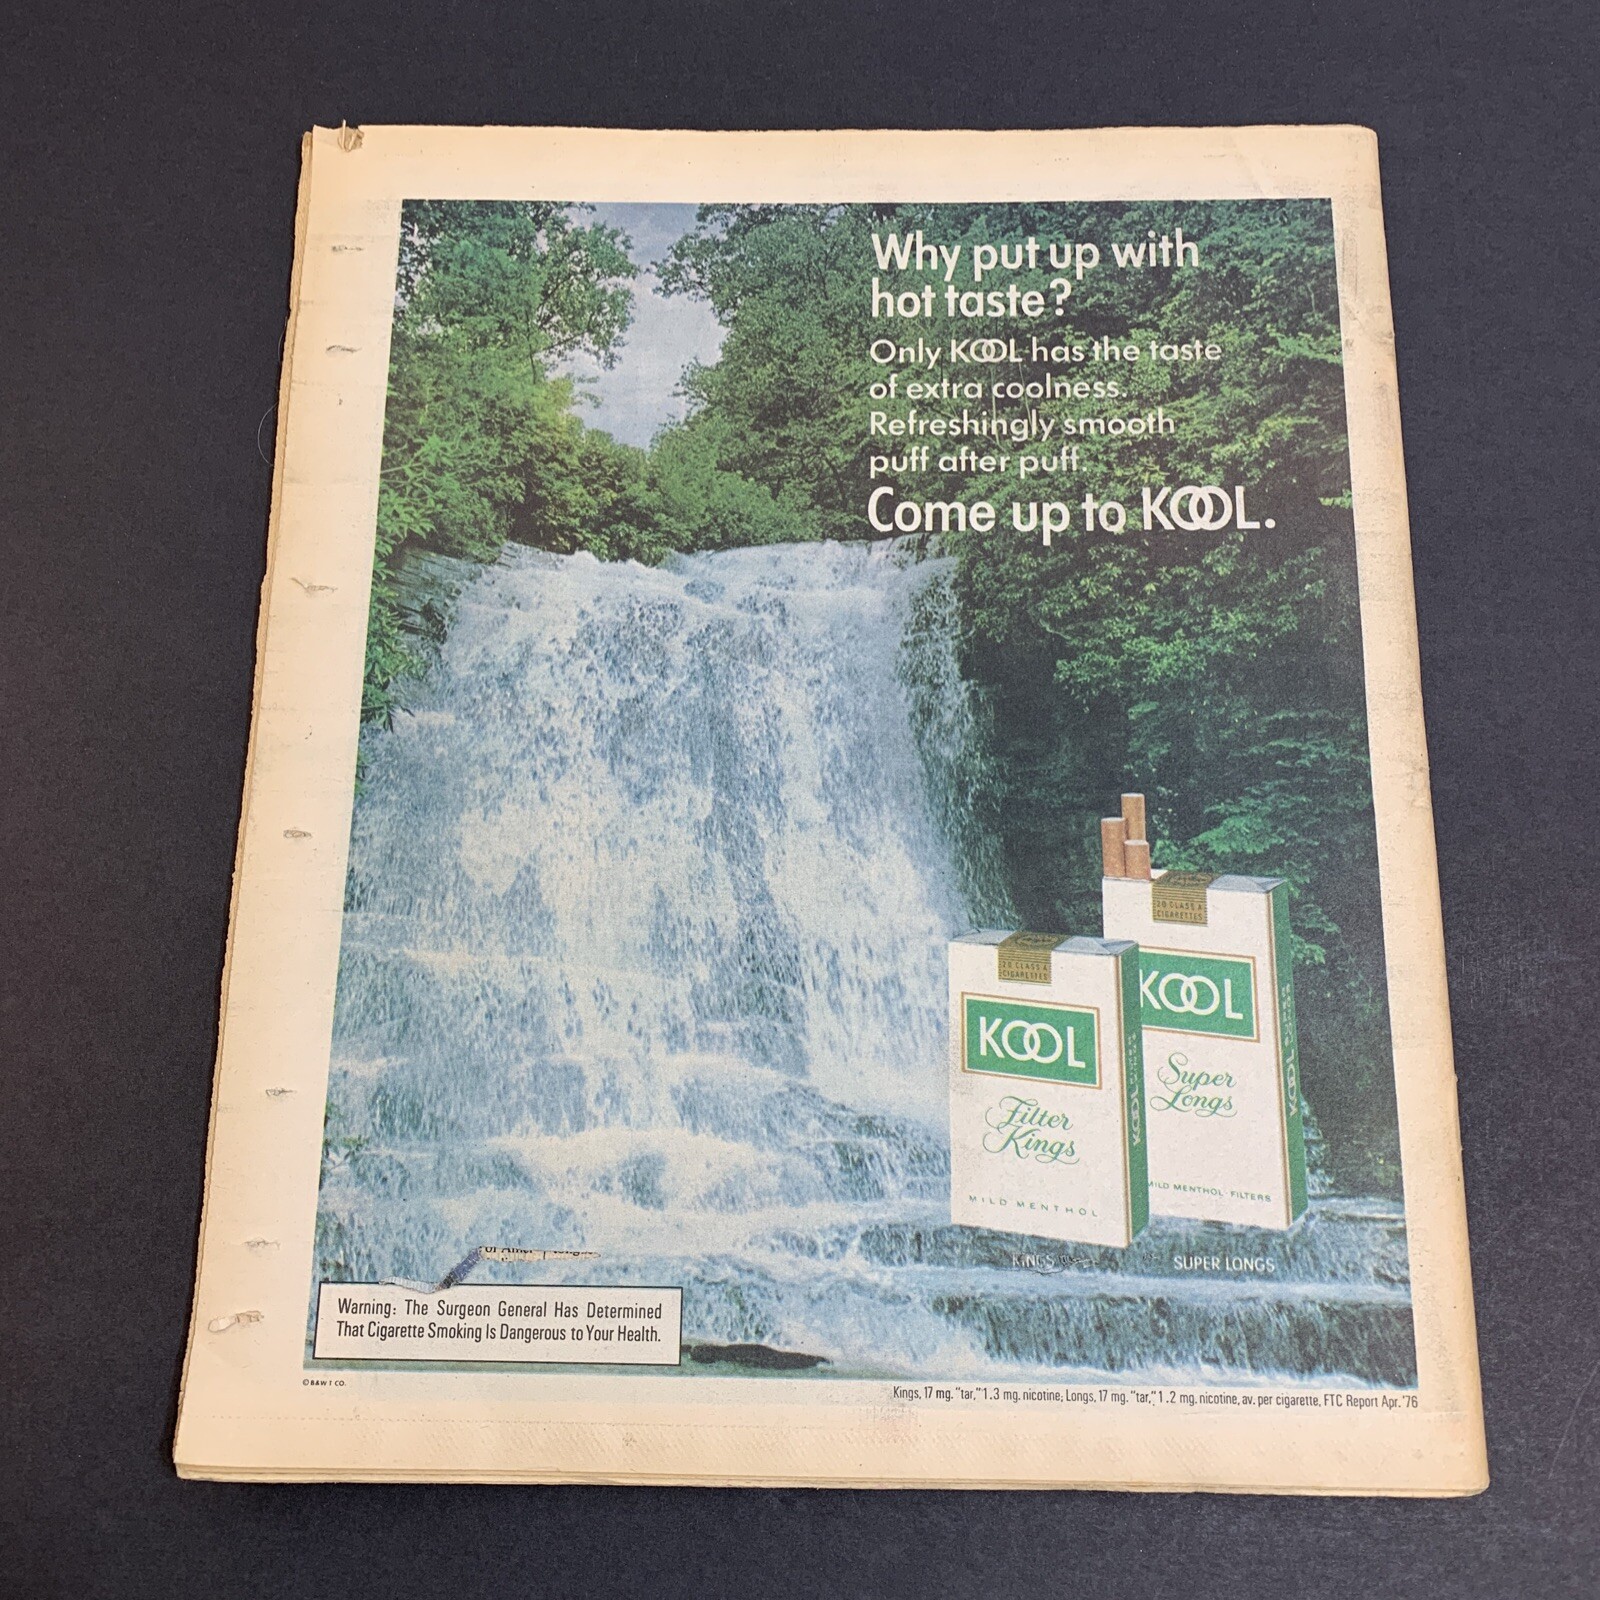 Why put up with
hot taste?
Only KOOL has the taste
of extra coolness.
Refreshingly smooth
puff after puff.
Come up to KOOL.
20 CLASS A
CIGARETTES
KOOL
Super
Longs
MILD MENTHOL FILTERS
KOOL
20 CLASS A
CIGARETTES
KOOL
Filter
Kings
MILD MENTHOL
KOOL
KINGS
SUPER LONGS
Warning: The Surgeon General Has Determined
That Cigarette Smoking Is Dangerous to Your Health.
© B&W T CO.
Kings, 17 mg. "tar," 1.3 mg. nicotine; Longs, 17 mg. "tar," 1.2 mg. nicotine, av. per cigarette, FTC Report Apr. '76